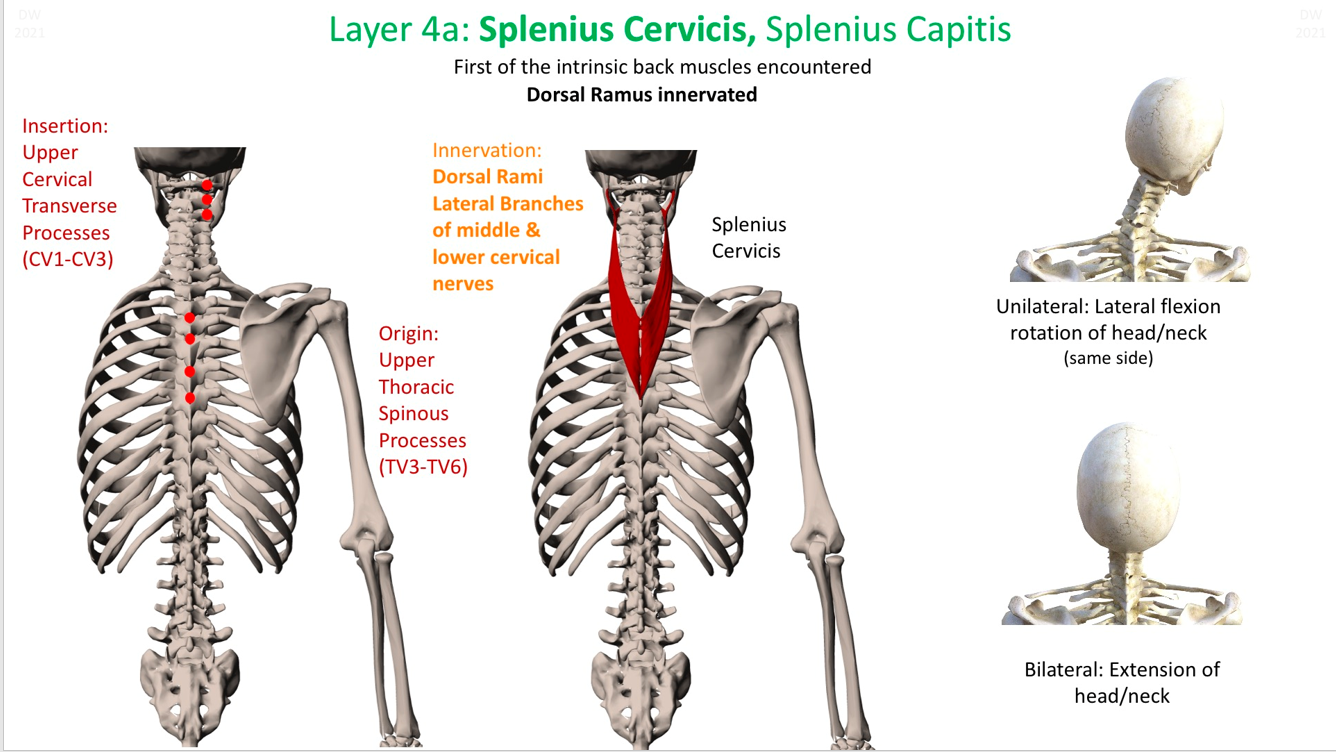 DW
2021
DW
2021
Layer 4a: Splenius Cervicis, Splenius Capitis
First of the intrinsic back muscles encountered
Dorsal Ramus innervated
Insertion:
Upper
Cervical
Transverse
Processes
(CV1-CV3)
Origin:
Upper
Thoracic
Spinous
Processes
(TV3-TV6)
Innervation:
Dorsal Rami
Lateral Branches
of middle &
lower cervical
nerves
Splenius
Cervicis
Unilateral: Lateral flexion
rotation of head/neck
(same side)
Bilateral: Extension of
head/neck